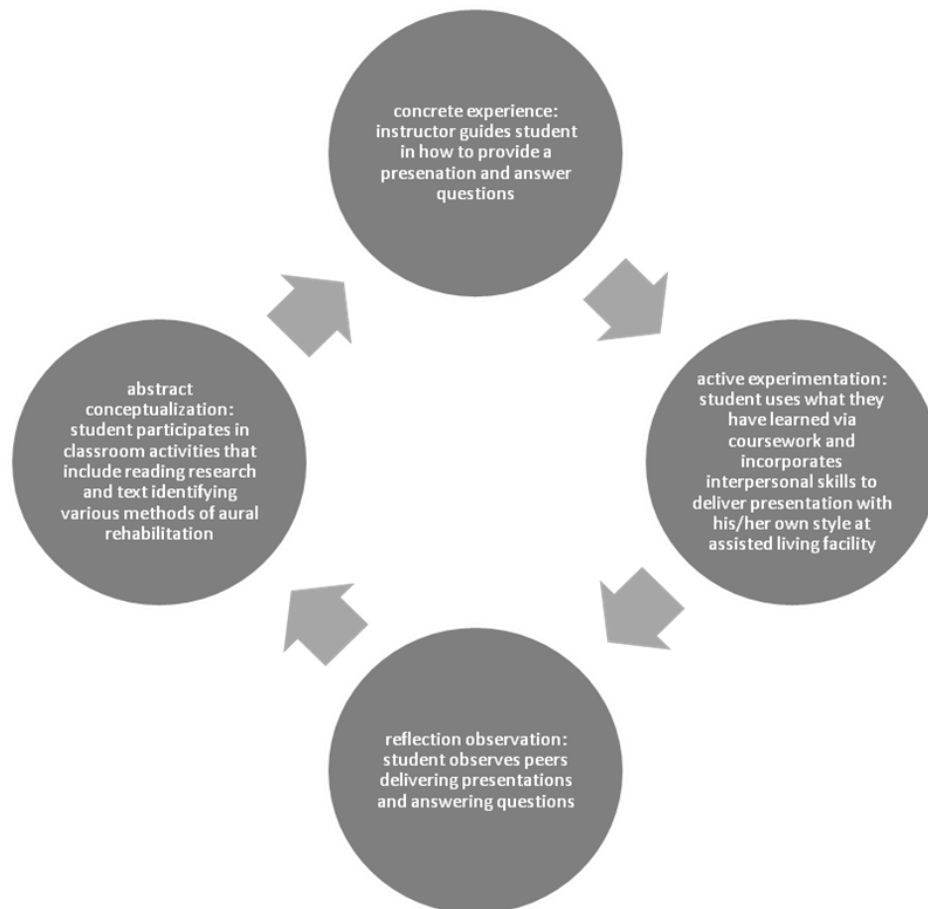 concrete experience:
instructor guides student
in how to provide a
presenation and answer
questions
active experimentation:
student uses what they
have learned via
coursework and
incorporates
interpersonal skills to
deliver presentation with
his/her own style at
assisted living facility
reflection observation:
student observes peers
delivering presentations
and answering questions
abstract
conceptualization:
student participates in
classroom activities that
include reading research
and text identifying
various methods of aural
rehabilitation